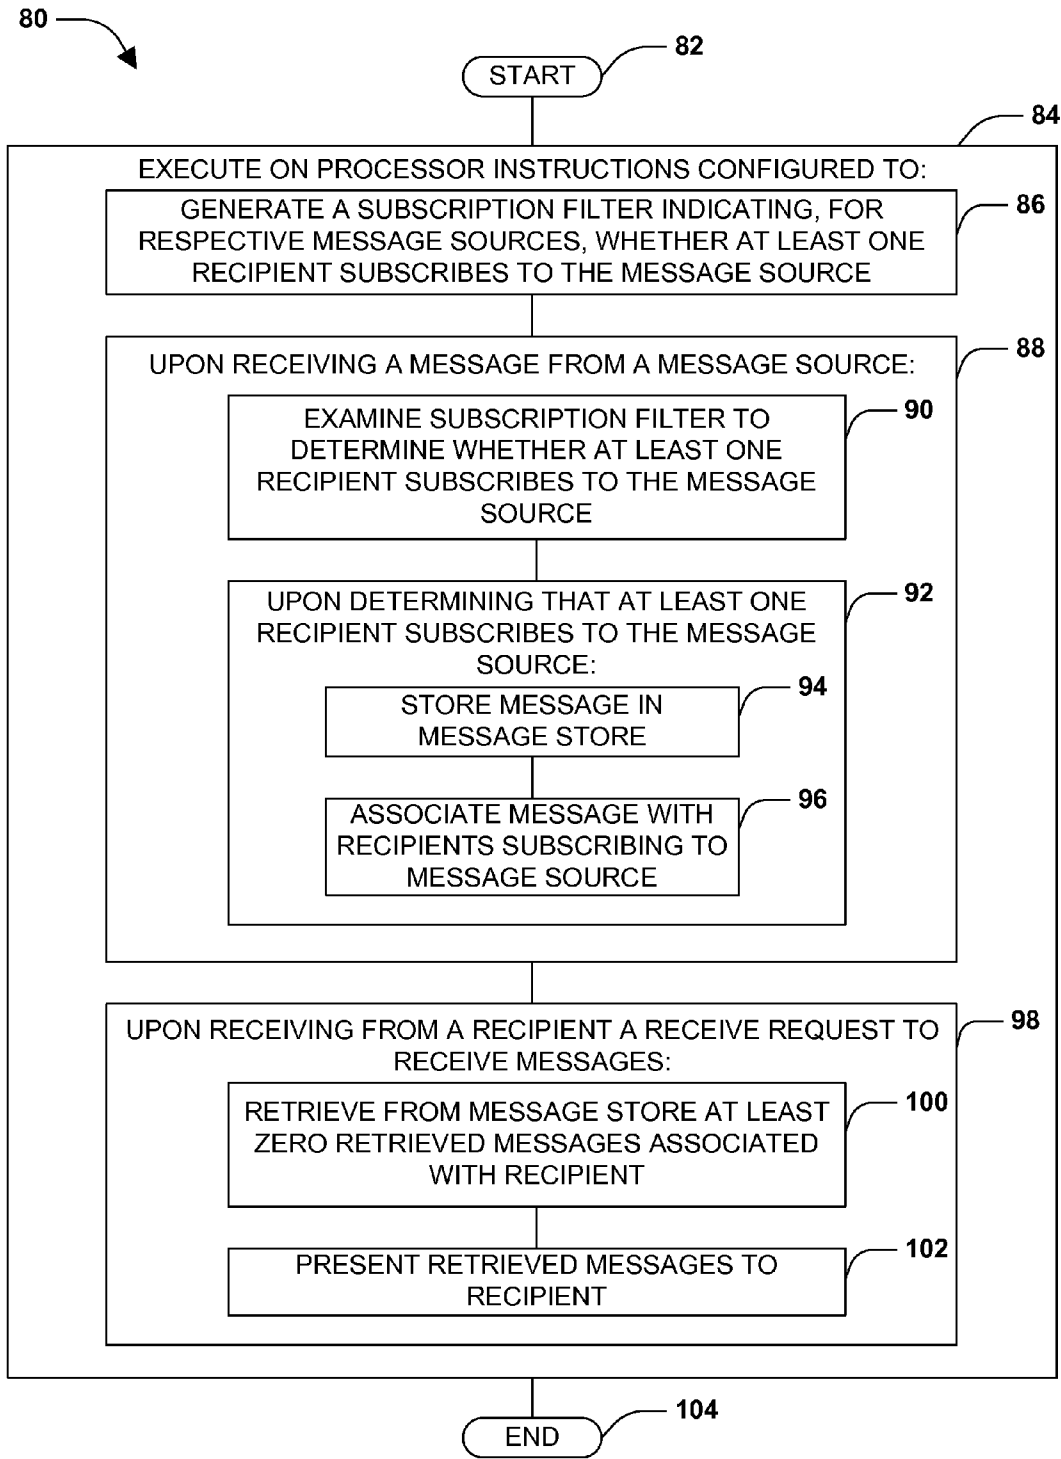 80
START
82
84
EXECUTE ON PROCESSOR INSTRUCTIONS CONFIGURED TO:
GENERATE A SUBSCRIPTION FILTER INDICATING, FOR
RESPECTIVE MESSAGE SOURCES, WHETHER AT LEAST ONE
RECIPIENT SUBSCRIBES TO THE MESSAGE SOURCE
86
UPON RECEIVING A MESSAGE FROM A MESSAGE SOURCE:
88
EXAMINE SUBSCRIPTION FILTER TO
DETERMINE WHETHER AT LEAST ONE
RECIPIENT SUBSCRIBES TO THE MESSAGE
SOURCE
90
UPON DETERMINING THAT AT LEAST ONE
RECIPIENT SUBSCRIBES TO THE MESSAGE
SOURCE:
92
STORE MESSAGE IN
MESSAGE STORE
94
ASSOCIATE MESSAGE WITH
RECIPIENTS SUBSCRIBING TO
MESSAGE SOURCE
96
UPON RECEIVING FROM A RECIPIENT A RECEIVE REQUEST TO
RECEIVE MESSAGES:
98
RETRIEVE FROM MESSAGE STORE AT LEAST
ZERO RETRIEVED MESSAGES ASSOCIATED
WITH RECIPIENT
100
PRESENT RETRIEVED MESSAGES TO
RECIPIENT
102
END
104